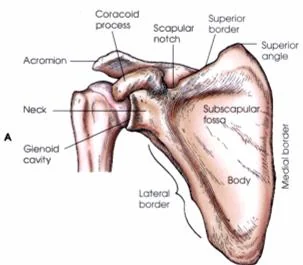 Coracoid
process
Scapular
notch
Superior
border
Superior
angle
Acromion
Neck
Subscapular
fossa
A
Glenoid
cavity
Medial border
Body
Lateral
border